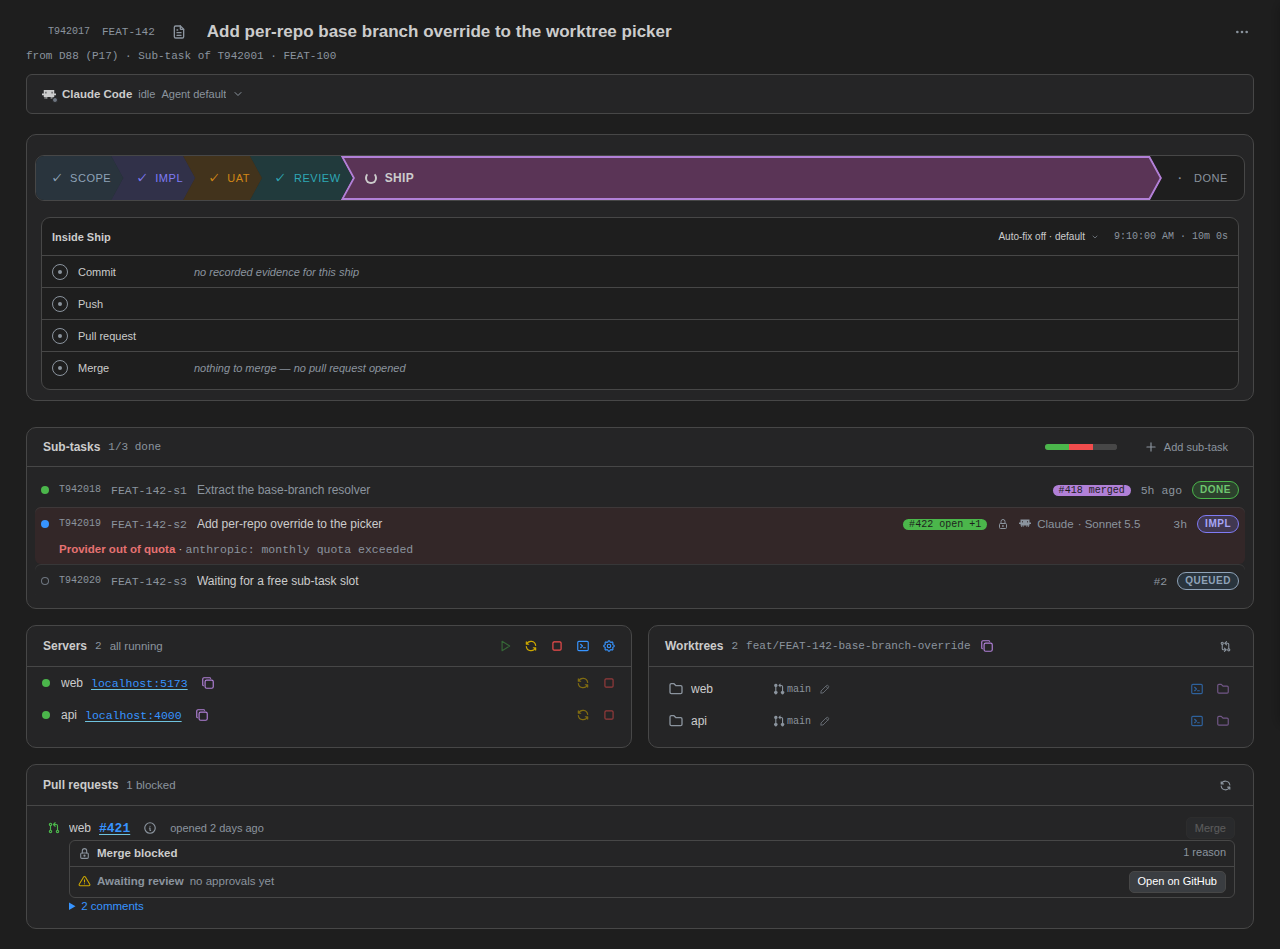 T942017 FEAT-142 Add per-repo base branch override to the worktree picker
from D88 (P17) · Sub-task of T942001 · FEAT-100
Claude Code idle Agent default
SCOPE IMPL UAT REVIEW SHIP DONE
Inside Ship Auto-fix off · default 9:10:00 AM · 10m 0s
Commit no recorded evidence for this ship
Push
Pull request
Merge nothing to merge — no pull request opened
Sub-tasks 1/3 done Add sub-task
T942018 FEAT-142-s1 Extract the base-branch resolver #418 merged 5h ago DONE
T942019 FEAT-142-s2 Add per-repo override to the picker #422 open +1 Claude · Sonnet 5.5 3h IMPL
Provider out of quota · anthropic: monthly quota exceeded
T942020 FEAT-142-s3 Waiting for a free sub-task slot #2 QUEUED
Servers 2 all running
web localhost:5173
api localhost:4000
Worktrees 2 feat/FEAT-142-base-branch-override
web main
api main
Pull requests 1 blocked
web #421 opened 2 days ago Merge
Merge blocked 1 reason
Awaiting review no approvals yet Open on GitHub
2 comments